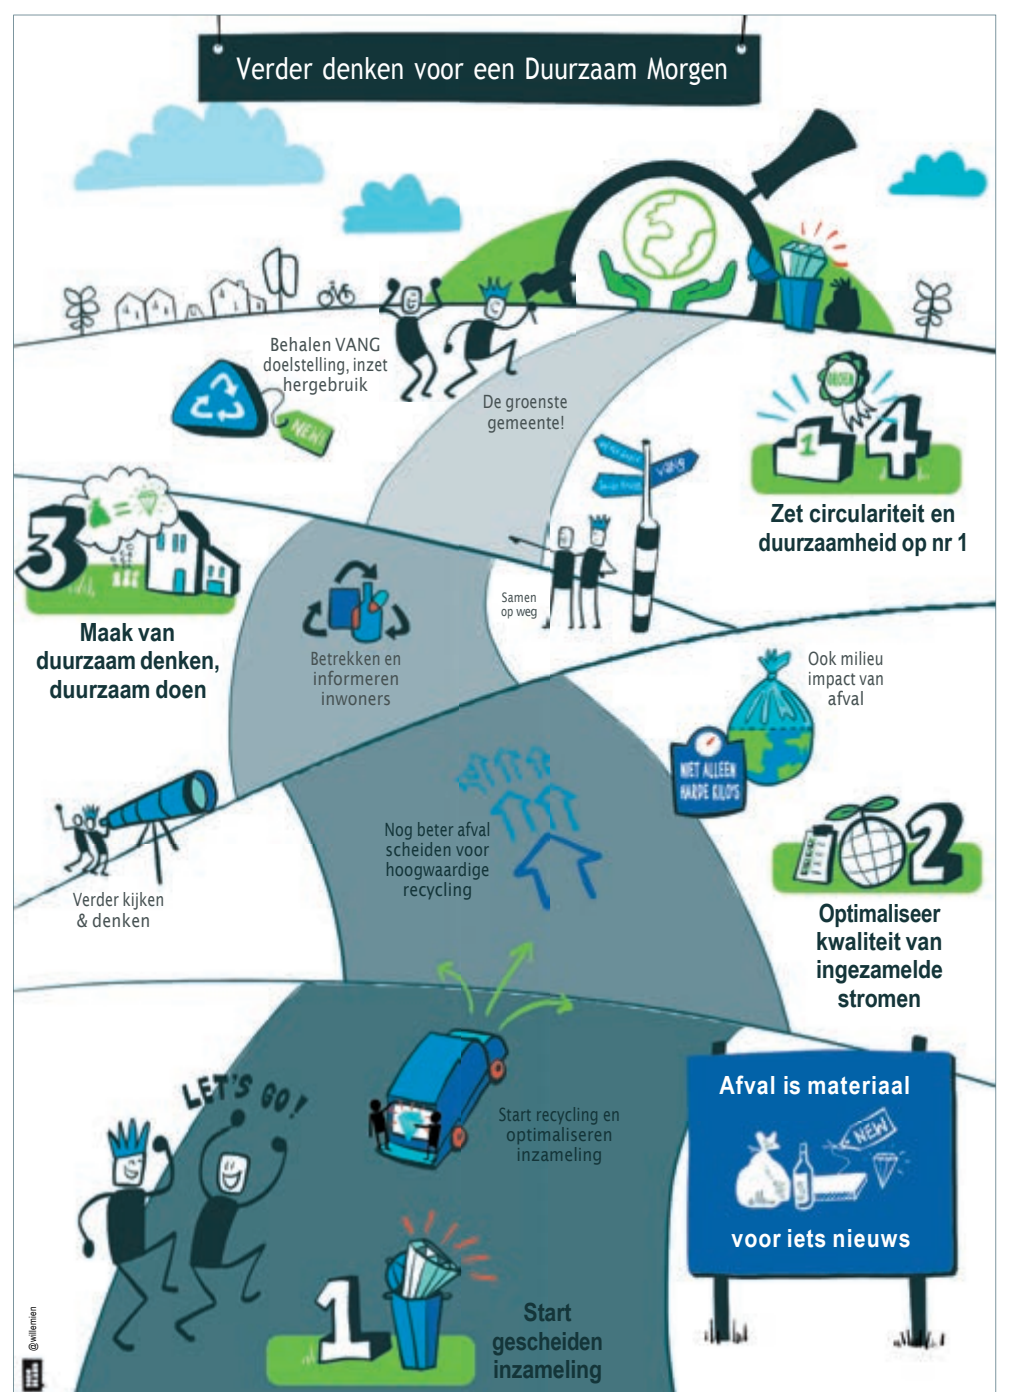 Verder denken voor een Duurzaam Morgen
Behalen VANG
doelstelling, inzet
hergebruik
NEW!
De groenste
gemeente!
GROEN
1
4
Zet circulariteit en
duurzaamheid op nr 1
VANG
3
=
Maak van
duurzaam denken,
duurzaam doen
Samen
op weg
Betrekken en
informeren
inwoners
Ook milieu
impact van
afval
NIET ALLEEN
HARDE KILO'S
Verder kijken
& denken
Nog beter afval
scheiden voor
hoogwaardige
recycling
2
Optimaliseer
kwaliteit van
ingezamelde
stromen
LET'S GO!
Start recycling en
optimaliseren
inzameling
Afval is materiaal
NEW
voor iets nieuws
1
Start
gescheiden
inzameling
@willemien